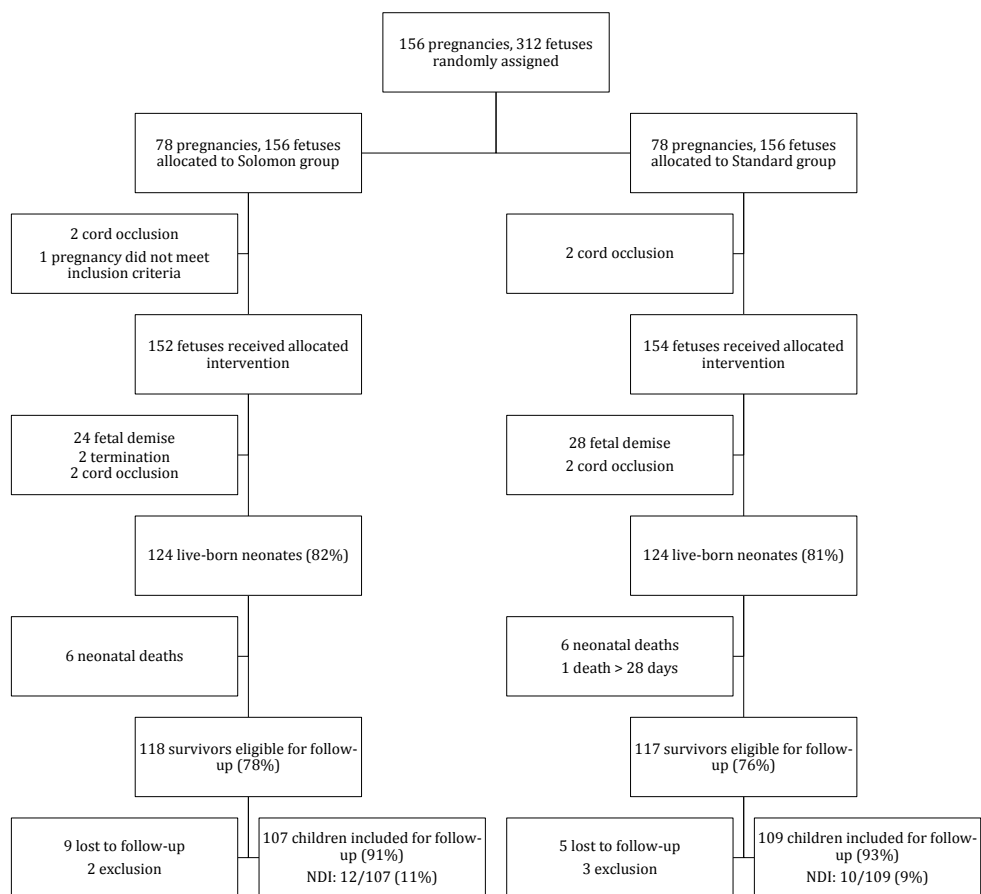 156 pregnancies, 312 fetuses
randomly assigned
78 pregnancies, 156 fetuses
allocated to Solomon group
78 pregnancies, 156 fetuses
allocated to Standard group
2 cord occlusion
1 pregnancy did not meet
inclusion criteria
2 cord occlusion
152 fetuses received allocated
intervention
154 fetuses received allocated
intervention
24 fetal demise
2 termination
2 cord occlusion
28 fetal demise
2 cord occlusion
124 live-born neonates (82%)
124 live-born neonates (81%)
6 neonatal deaths
6 neonatal deaths
1 death > 28 days
118 survivors eligible for follow-
up (78%)
117 survivors eligible for follow-
up (76%)
9 lost to follow-up
2 exclusion
107 children included for follow-
up (91%)
NDI: 12/107 (11%)
5 lost to follow-up
3 exclusion
109 children included for follow-
up (93%)
NDI: 10/109 (9%)